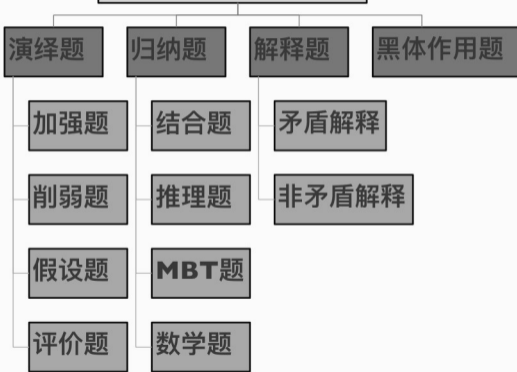 演绎题 归纳题 解释题 黑体作用题
加强题 结合题 矛盾解释
削弱题 推理题 非矛盾解释
假设题 MBT题
评价题 数学题